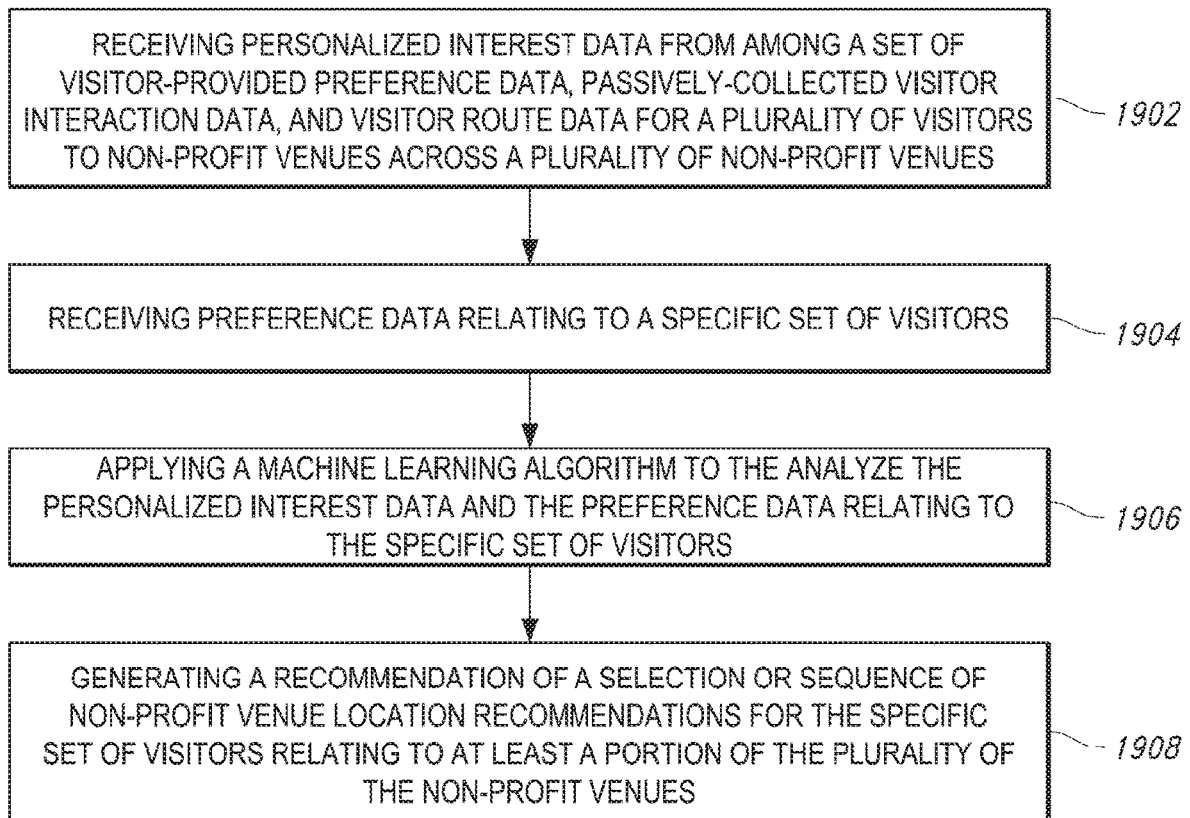 RECEIVING PERSONALIZED INTEREST DATA FROM AMONG A SET OF
VISITOR-PROVIDED PREFERENCE DATA, PASSIVELY-COLLECTED VISITOR
INTERACTION DATA, AND VISITOR ROUTE DATA FOR A PLURALITY OF VISITORS
TO NON-PROFIT VENUES ACROSS A PLURALITY OF NON-PROFIT VENUES
1902
RECEIVING PREFERENCE DATA RELATING TO A SPECIFIC SET OF VISITORS
1904
APPLYING A MACHINE LEARNING ALGORITHM TO THE ANALYZE THE
PERSONALIZED INTEREST DATA AND THE PREFERENCE DATA RELATING TO
THE SPECIFIC SET OF VISITORS
1906
GENERATING A RECOMMENDATION OF A SELECTION OR SEQUENCE OF
NON-PROFIT VENUE LOCATION RECOMMENDATIONS FOR THE SPECIFIC
SET OF VISITORS RELATING TO AT LEAST A PORTION OF THE PLURALITY OF
THE NON-PROFIT VENUES
1908